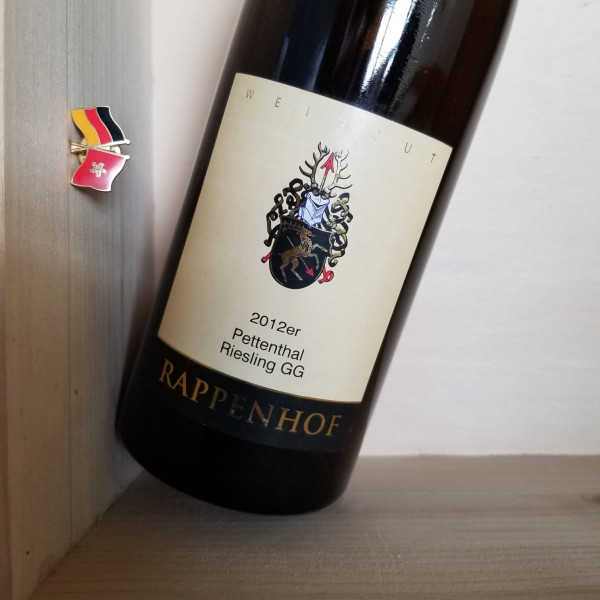 WEINGUT
2012er
Pettenthal
Riesling GG
RAPPENHOF